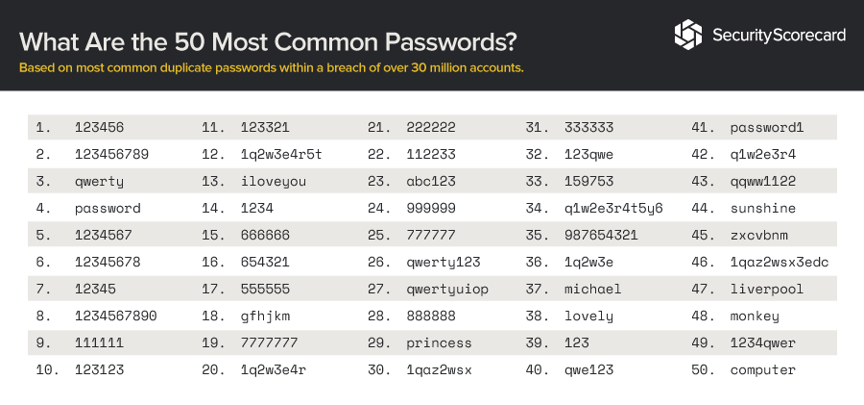 What Are the 50 Most Common Passwords?
SecurityScorecard
Based on most common duplicate passwords within a breach of over 30 million accounts.
1. 123456 11. 123321 21. 222222 31. 333333 41. password1
2. 123456789 12. 1q2w3e4r5t 22. 112233 32. 123qwe 42. q1w2e3r4
3. qwerty 13. iloveyou 23. abc123 33. 159753 43. qqww1122
4. password 14. 1234 24. 999999 34. q1w2e3r4t5y6 44. sunshine
5. 1234567 15. 666666 25. 777777 35. 987654321 45. zxcvbnm
6. 12345678 16. 654321 26. qwerty123 36. 1q2w3e 46. 1qaz2wsx3edc
7. 12345 17. 555555 27. qwertyuiop 37. michael 47. liverpool
8. 1234567890 18. gfhjkm 28. 888888 38. lovely 48. monkey
9. 111111 19. 7777777 29. princess 39. 123 49. 1234qwer
10. 123123 20. 1q2w3e4r 30. 1qaz2wsx 40. qwe123 50. computer